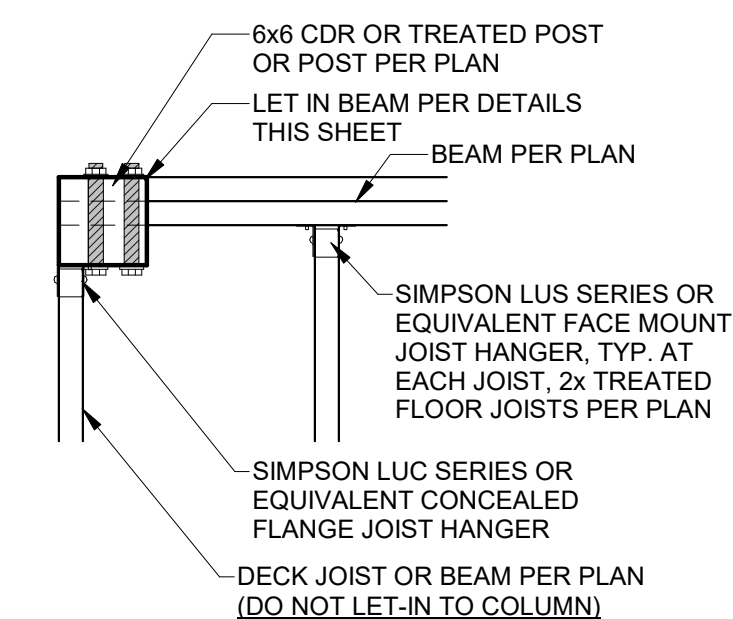 6x6 CDR OR TREATED POST
OR POST PER PLAN
LET IN BEAM PER DETAILS
THIS SHEET
BEAM PER PLAN
SIMPSON LUS SERIES OR
EQUIVALENT FACE MOUNT
JOIST HANGER, TYP. AT
EACH JOIST, 2x TREATED
FLOOR JOISTS PER PLAN
SIMPSON LUC SERIES OR
EQUIVALENT CONCEALED
FLANGE JOIST HANGER
DECK JOIST OR BEAM PER PLAN
(DO NOT LET-IN TO COLUMN)